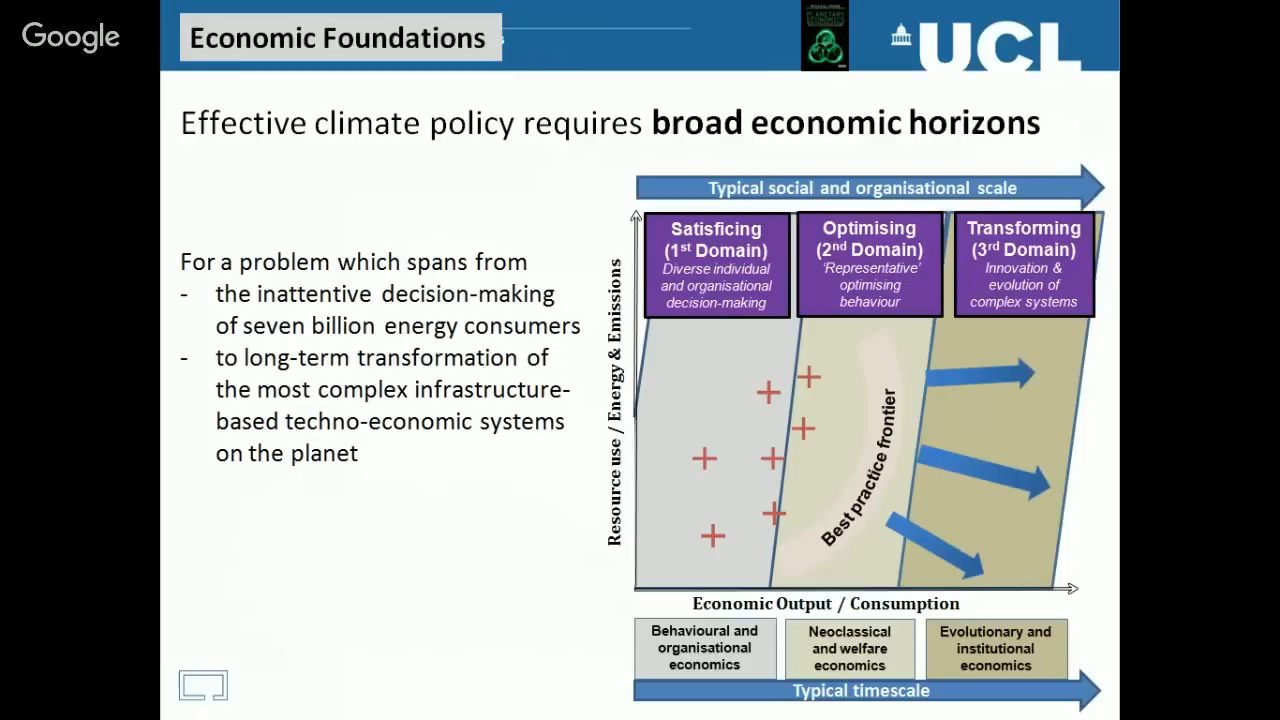 Google
Economic Foundations
PLANETARY
ECONOMICS
UCL
Effective climate policy requires broad economic horizons
For a problem which spans from
- the inattentive decision-making
of seven billion energy consumers
- to long-term transformation of
the most complex infrastructure-
based techno-economic systems
on the planet
Typical social and organisational scale
Satisficing
(1st Domain)
Diverse individual
and organisational
decision-making
Optimising
(2nd Domain)
'Representative'
optimising
behaviour
Transforming
(3rd Domain)
Innovation &
evolution of
complex systems
Resource use / Energy & Emissions
Best practice frontier
Economic Output / Consumption
Behavioural and
organisational
economics
Neoclassical
and welfare
economics
Evolutionary and
institutional
economics
Typical timescale